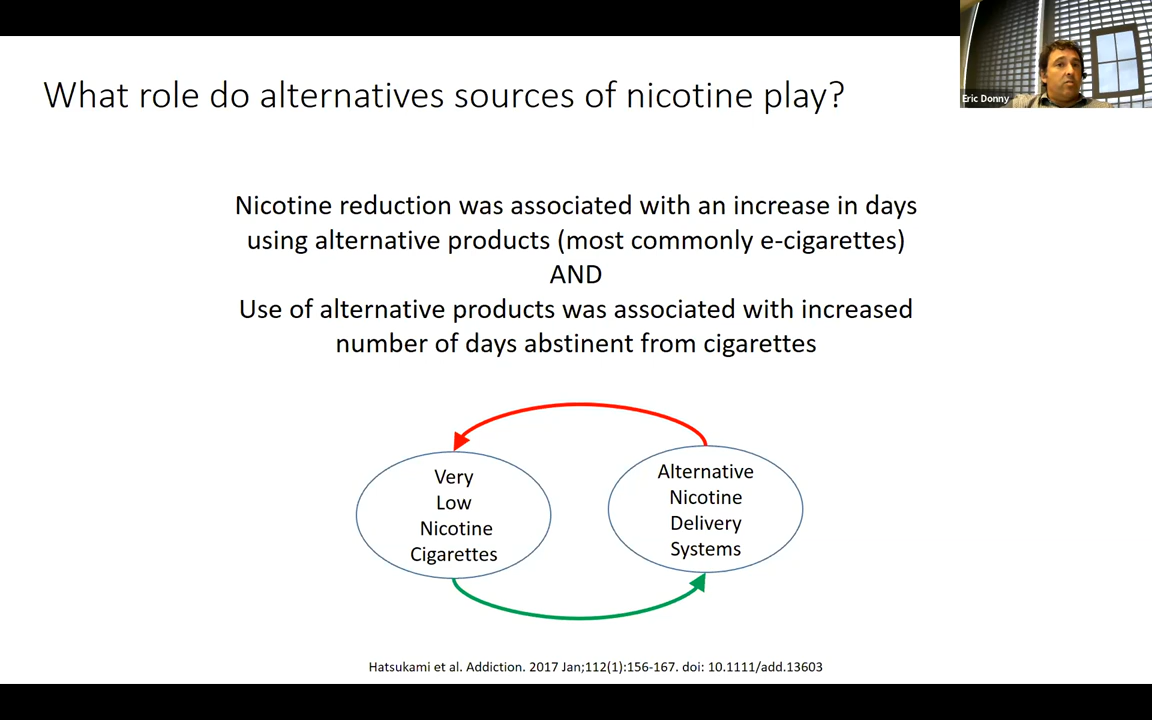 What role do alternatives sources of nicotine play?
Eric Donny
Nicotine reduction was associated with an increase in days
using alternative products (most commonly e-cigarettes)
AND
Use of alternative products was associated with increased
number of days abstinent from cigarettes
Very
Low
Nicotine
Cigarettes
Alternative
Nicotine
Delivery
Systems
Hatsukami et al. Addiction. 2017 Jan;112(1):156-167. doi: 10.1111/add.13603